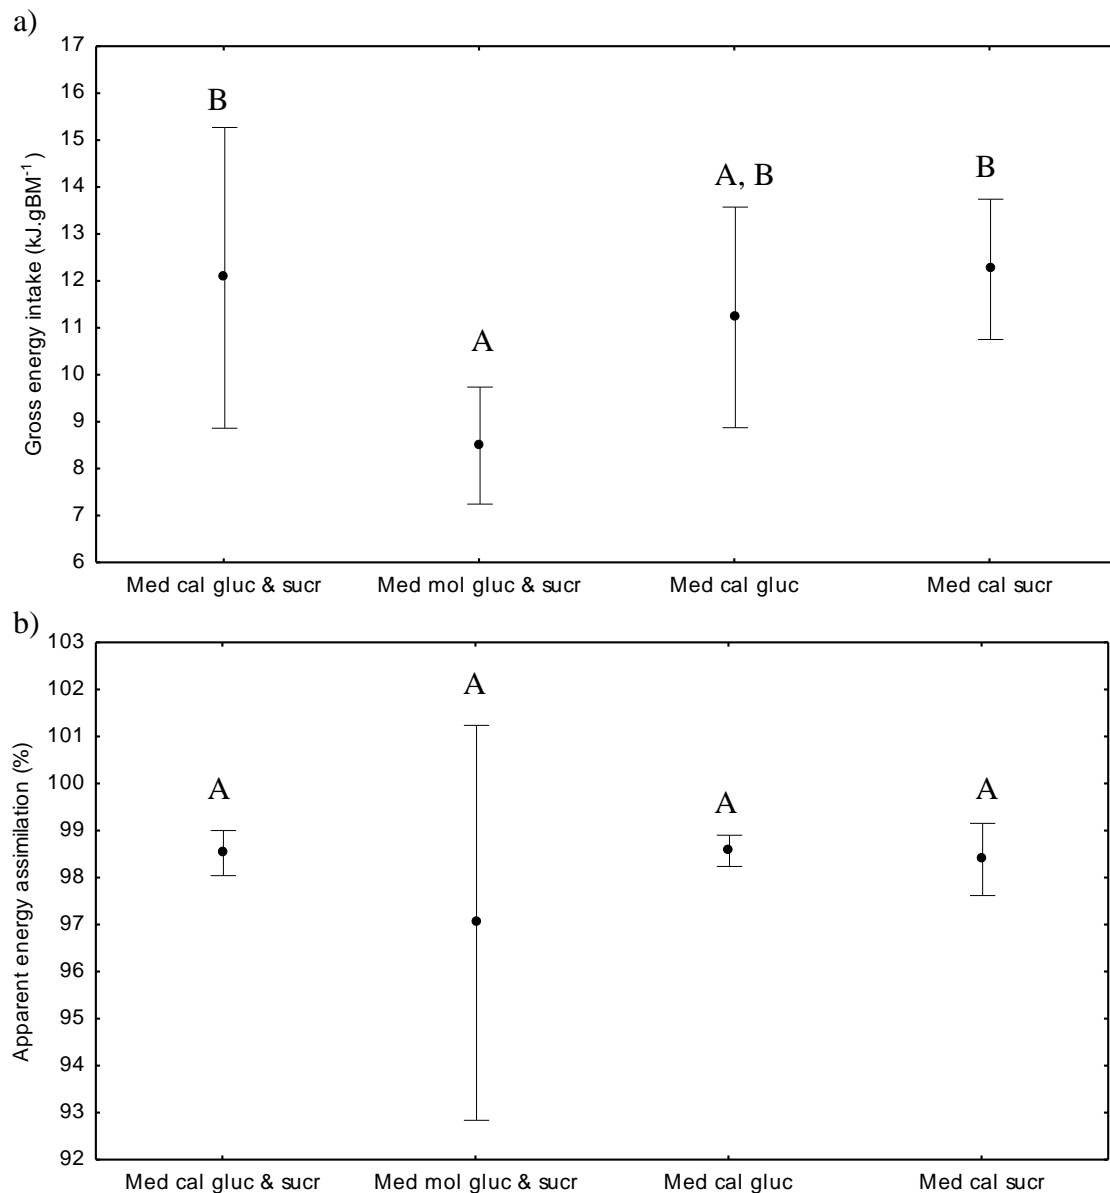 a)
Gross energy intake (kJ.gBM⁻¹)
17
16
15
14
13
12
11
10
9
8
7
6
B
A
A, B
B
Med cal gluc & sucr
Med mol gluc & sucr
Med cal gluc
Med cal sucr
b)
Apparent energy assimilation (%)
103
102
101
100
99
98
97
96
95
94
93
92
A
A
A
A
Med cal gluc & sucr
Med mol gluc & sucr
Med cal gluc
Med cal sucr